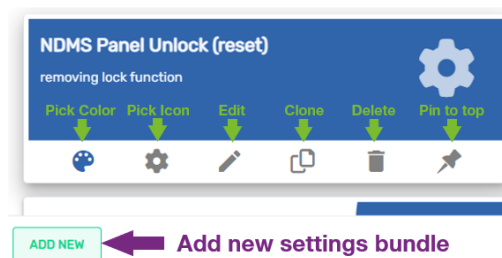 NDMS Panel Unlock (reset)
removing lock function
Pick Color Pick Icon Edit Clone Delete Pin to top
ADD NEW Add new settings bundle